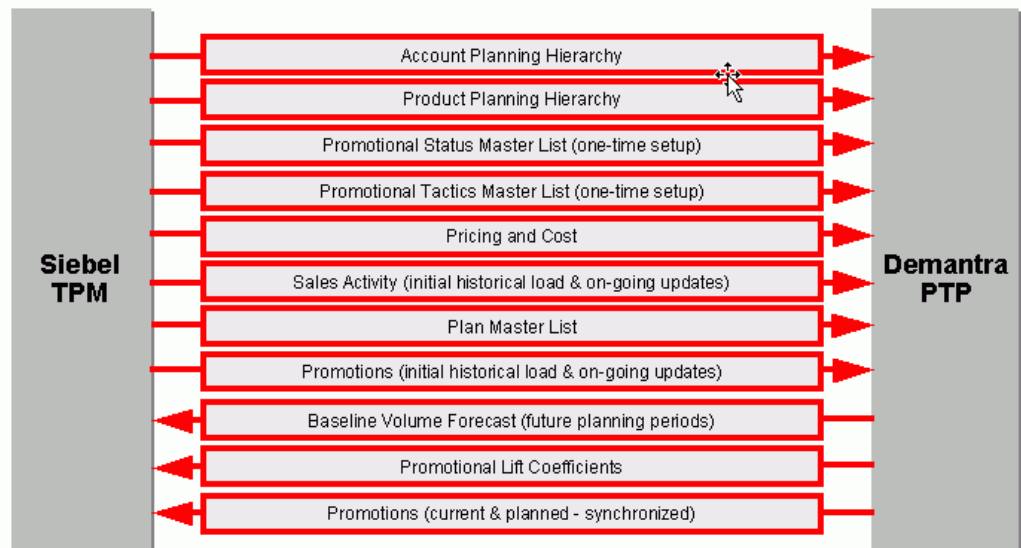 Account Planning Hierarchy
Product Planning Hierarchy
Promotional Status Master List (one-time setup)
Promotional Tactics Master List (one-time setup)
Pricing and Cost
Siebel
TPM
Demantra
PTP
Sales Activity (initial historical load & on-going updates)
Plan Master List
Promotions (initial historical load & on-going updates)
Baseline Volume Forecast (future planning periods)
Promotional Lift Coefficients
Promotions (current & planned - synchronized)